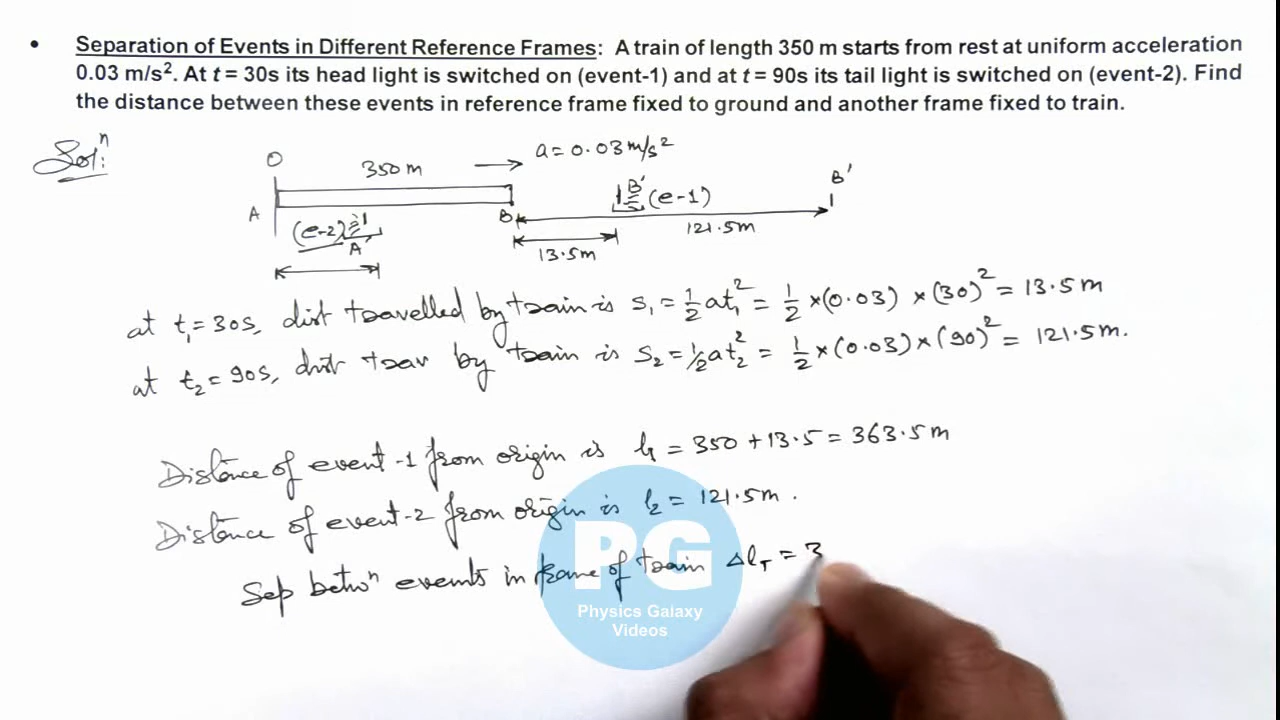 • Separation of Events in Different Reference Frames: A train of length 350 m starts from rest at uniform acceleration
0.03 m/s². At t = 30s its head light is switched on (event-1) and at t = 90s its tail light is switched on (event-2). Find
the distance between these events in reference frame fixed to ground and another frame fixed to train.
Solⁿ:
O
350 m
a = 0.03 m/s²
A
B
B' (e-1)
B'
(e-2)
A'
13.5m
121.5m
at t₁ = 30s, dist travelled by train is S₁ = ½at₁² = ½ × (0.03) × (30)² = 13.5 m
at t₂ = 90s, dist trav by train is S₂ = ½at₂² = ½ × (0.03) × (90)² = 121.5 m.
Distance of event-1 from origin is l₁ = 350 + 13.5 = 363.5 m
Distance of event-2 from origin is l₂ = 121.5 m.
Sep betwⁿ events in frame of train Δl_T = 3
PG
Physics Galaxy
Videos